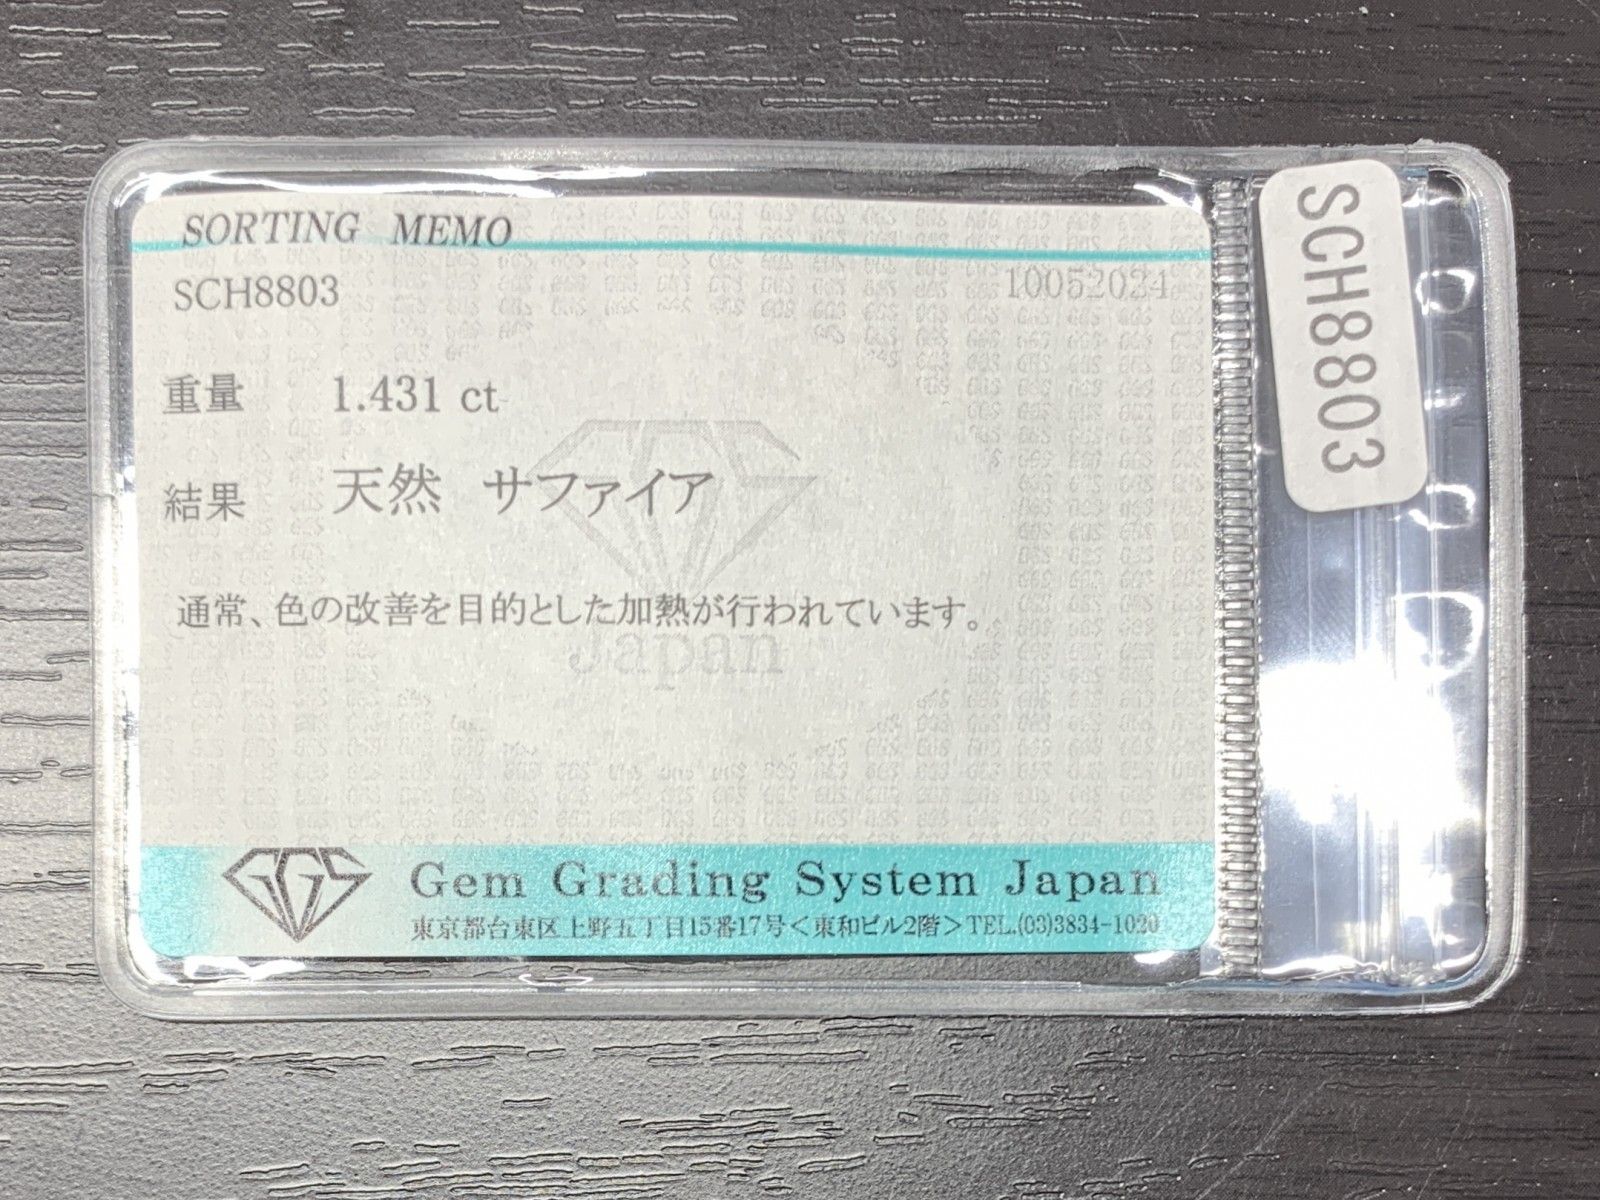 SORTING MEMO
SCH8803 10052024
重量 1.431 ct
結果 天然 サファイア
通常、色の改善を目的とした加熱が行われています。
GGS
Japan
GGS Gem Grading System Japan
東京都台東区上野五丁目15番17号<東和ビル2階>TEL.(03)3834-1020
SCH8803